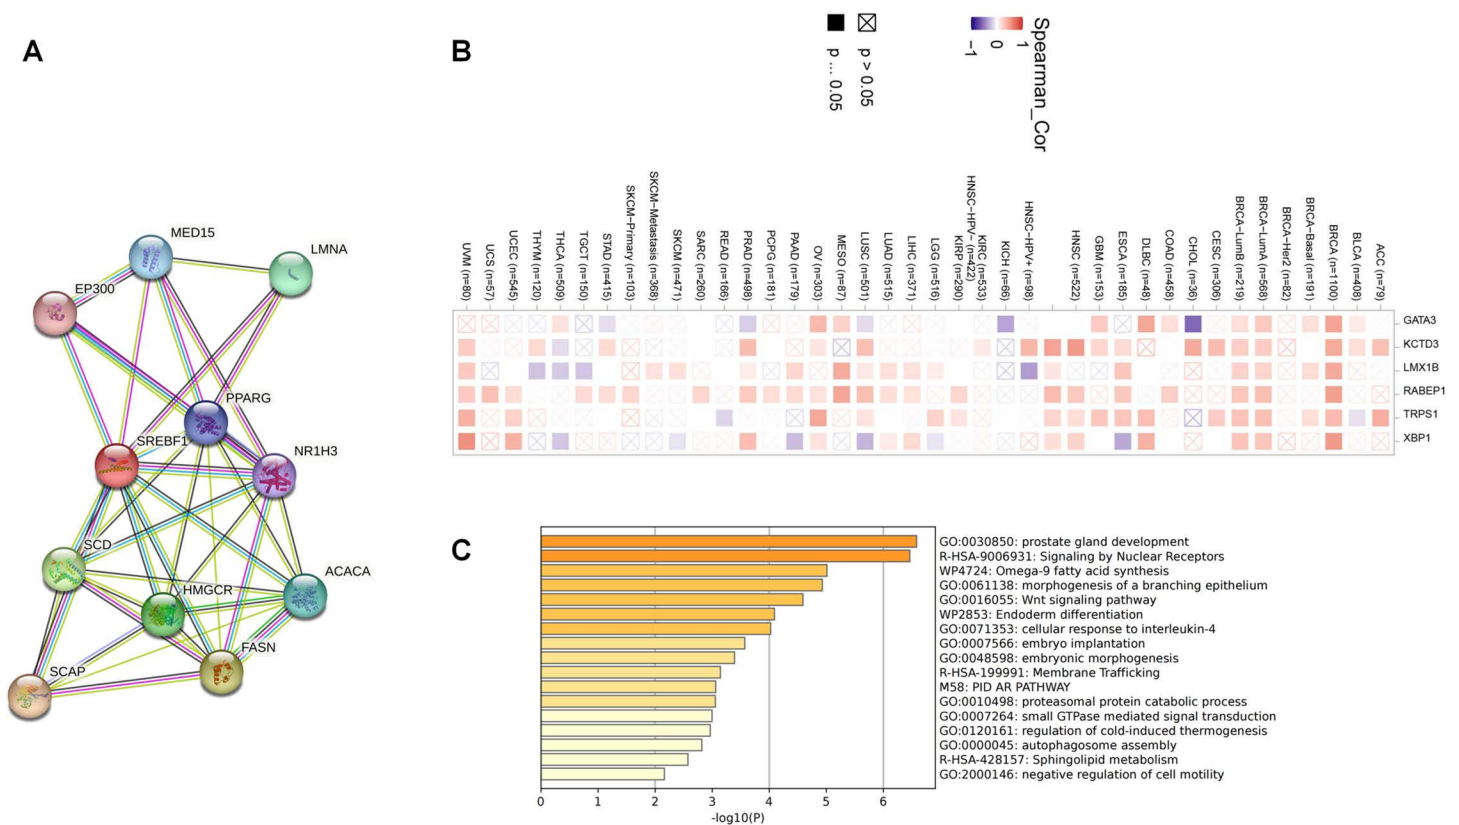 A
MED15
LMNA
EP300
PPARG
SREBF1
NR1H3
SCD
ACACA
HMGCR
FASN
SCAP
B
p ... 0.05
p > 0.05
Spearman_Cor
−1
0
1
UVM (n=80)
UCS (n=57)
UCEC (n=545)
THYM (n=120)
THCA (n=509)
TGCT (n=150)
STAD (n=415)
SKCM−Primary (n=103)
SKCM−Metastasis (n=368)
SKCM (n=471)
SARC (n=260)
READ (n=166)
PRAD (n=498)
PCPG (n=181)
PAAD (n=179)
OV (n=303)
MESO (n=87)
LUSC (n=501)
LUAD (n=515)
LIHC (n=371)
LGG (n=516)
KIRP (n=290)
HNSC−HPV− (n=422)
KIRC (n=533)
KICH (n=66)
HNSC−HPV+ (n=98)
HNSC (n=522)
GBM (n=153)
ESCA (n=185)
DLBC (n=48)
COAD (n=458)
CHOL (n=36)
CESC (n=306)
BRCA−LumB (n=219)
BRCA−LumA (n=568)
BRCA−Her2 (n=82)
BRCA−Basal (n=191)
BRCA (n=1100)
BLCA (n=408)
ACC (n=79)
GATA3
KCTD3
LMX1B
RABEP1
TRPS1
XBP1
C
GO:0030850: prostate gland development
R-HSA-9006931: Signaling by Nuclear Receptors
WP4724: Omega-9 fatty acid synthesis
GO:0061138: morphogenesis of a branching epithelium
GO:0016055: Wnt signaling pathway
WP2853: Endoderm differentiation
GO:0071353: cellular response to interleukin-4
GO:0007566: embryo implantation
GO:0048598: embryonic morphogenesis
R-HSA-199991: Membrane Trafficking
M58: PID AR PATHWAY
GO:0010498: proteasomal protein catabolic process
GO:0007264: small GTPase mediated signal transduction
GO:0120161: regulation of cold-induced thermogenesis
GO:0000045: autophagosome assembly
R-HSA-428157: Sphingolipid metabolism
GO:2000146: negative regulation of cell motility
0 1 2 3 4 5 6
-log10(P)